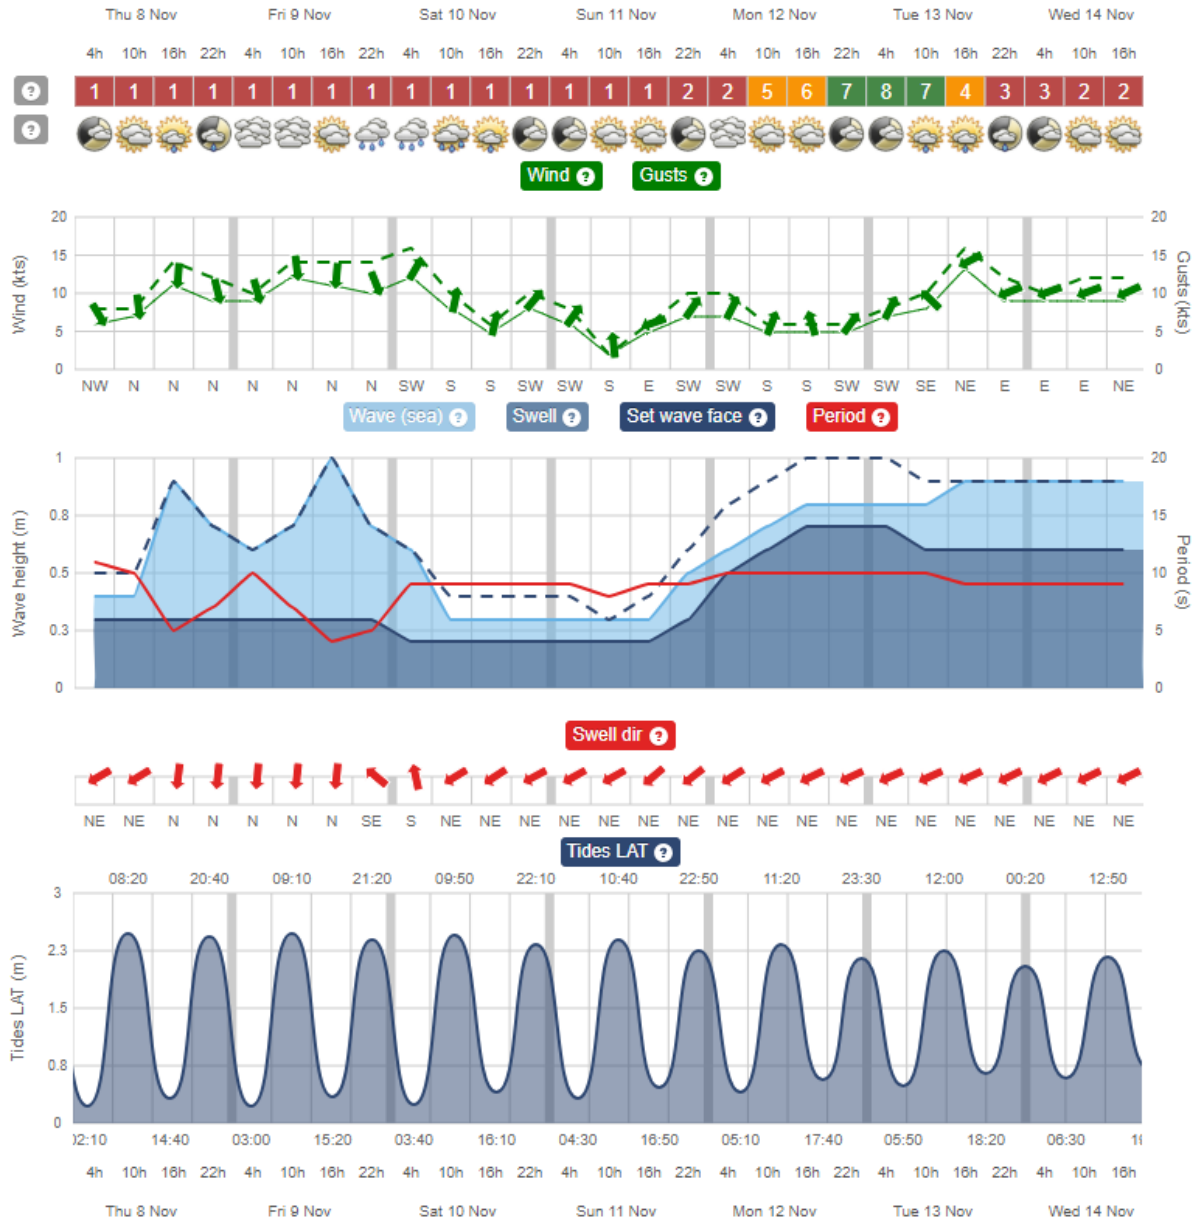 Thu 8 Nov Fri 9 Nov Sat 10 Nov Sun 11 Nov Mon 12 Nov Tue 13 Nov Wed 14 Nov
4h 10h 16h 22h 4h 10h 16h 22h 4h 10h 16h 22h 4h 10h 16h 22h 4h 10h 16h 22h 4h 10h 16h 22h 4h 10h 16h
? 1 1 1 1 1 1 1 1 1 1 1 1 1 1 1 2 2 5 6 7 8 7 4 3 3 2 2
?
Wind ? Gusts ?
20 20
15 15
10 10
5 5
0 0
Wind (kts)
Gusts (kts)
NW N N N N N N N SW S S SW SW S E SW SW S S SW SW SE NE E E E NE
Wave (sea) ? Swell ? Set wave face ? Period ?
1 20
0.8 15
0.5 10
0.3 5
0 0
Wave height (m)
Period (s)
Swell dir ?
NE NE N N N N N SE S NE NE NE NE NE NE NE NE NE NE NE NE NE NE NE NE NE NE
Tides LAT ?
08:20 20:40 09:10 21:20 09:50 22:10 10:40 22:50 11:20 23:30 12:00 00:20 12:50
3
2.3
1.5
0.8
0
Tides LAT (m)
02:10 14:40 03:00 15:20 03:40 16:10 04:30 16:50 05:10 17:40 05:50 18:20 06:30
4h 10h 16h 22h 4h 10h 16h 22h 4h 10h 16h 22h 4h 10h 16h 22h 4h 10h 16h 22h 4h 10h 16h 22h 4h 10h 16h
Thu 8 Nov Fri 9 Nov Sat 10 Nov Sun 11 Nov Mon 12 Nov Tue 13 Nov Wed 14 Nov